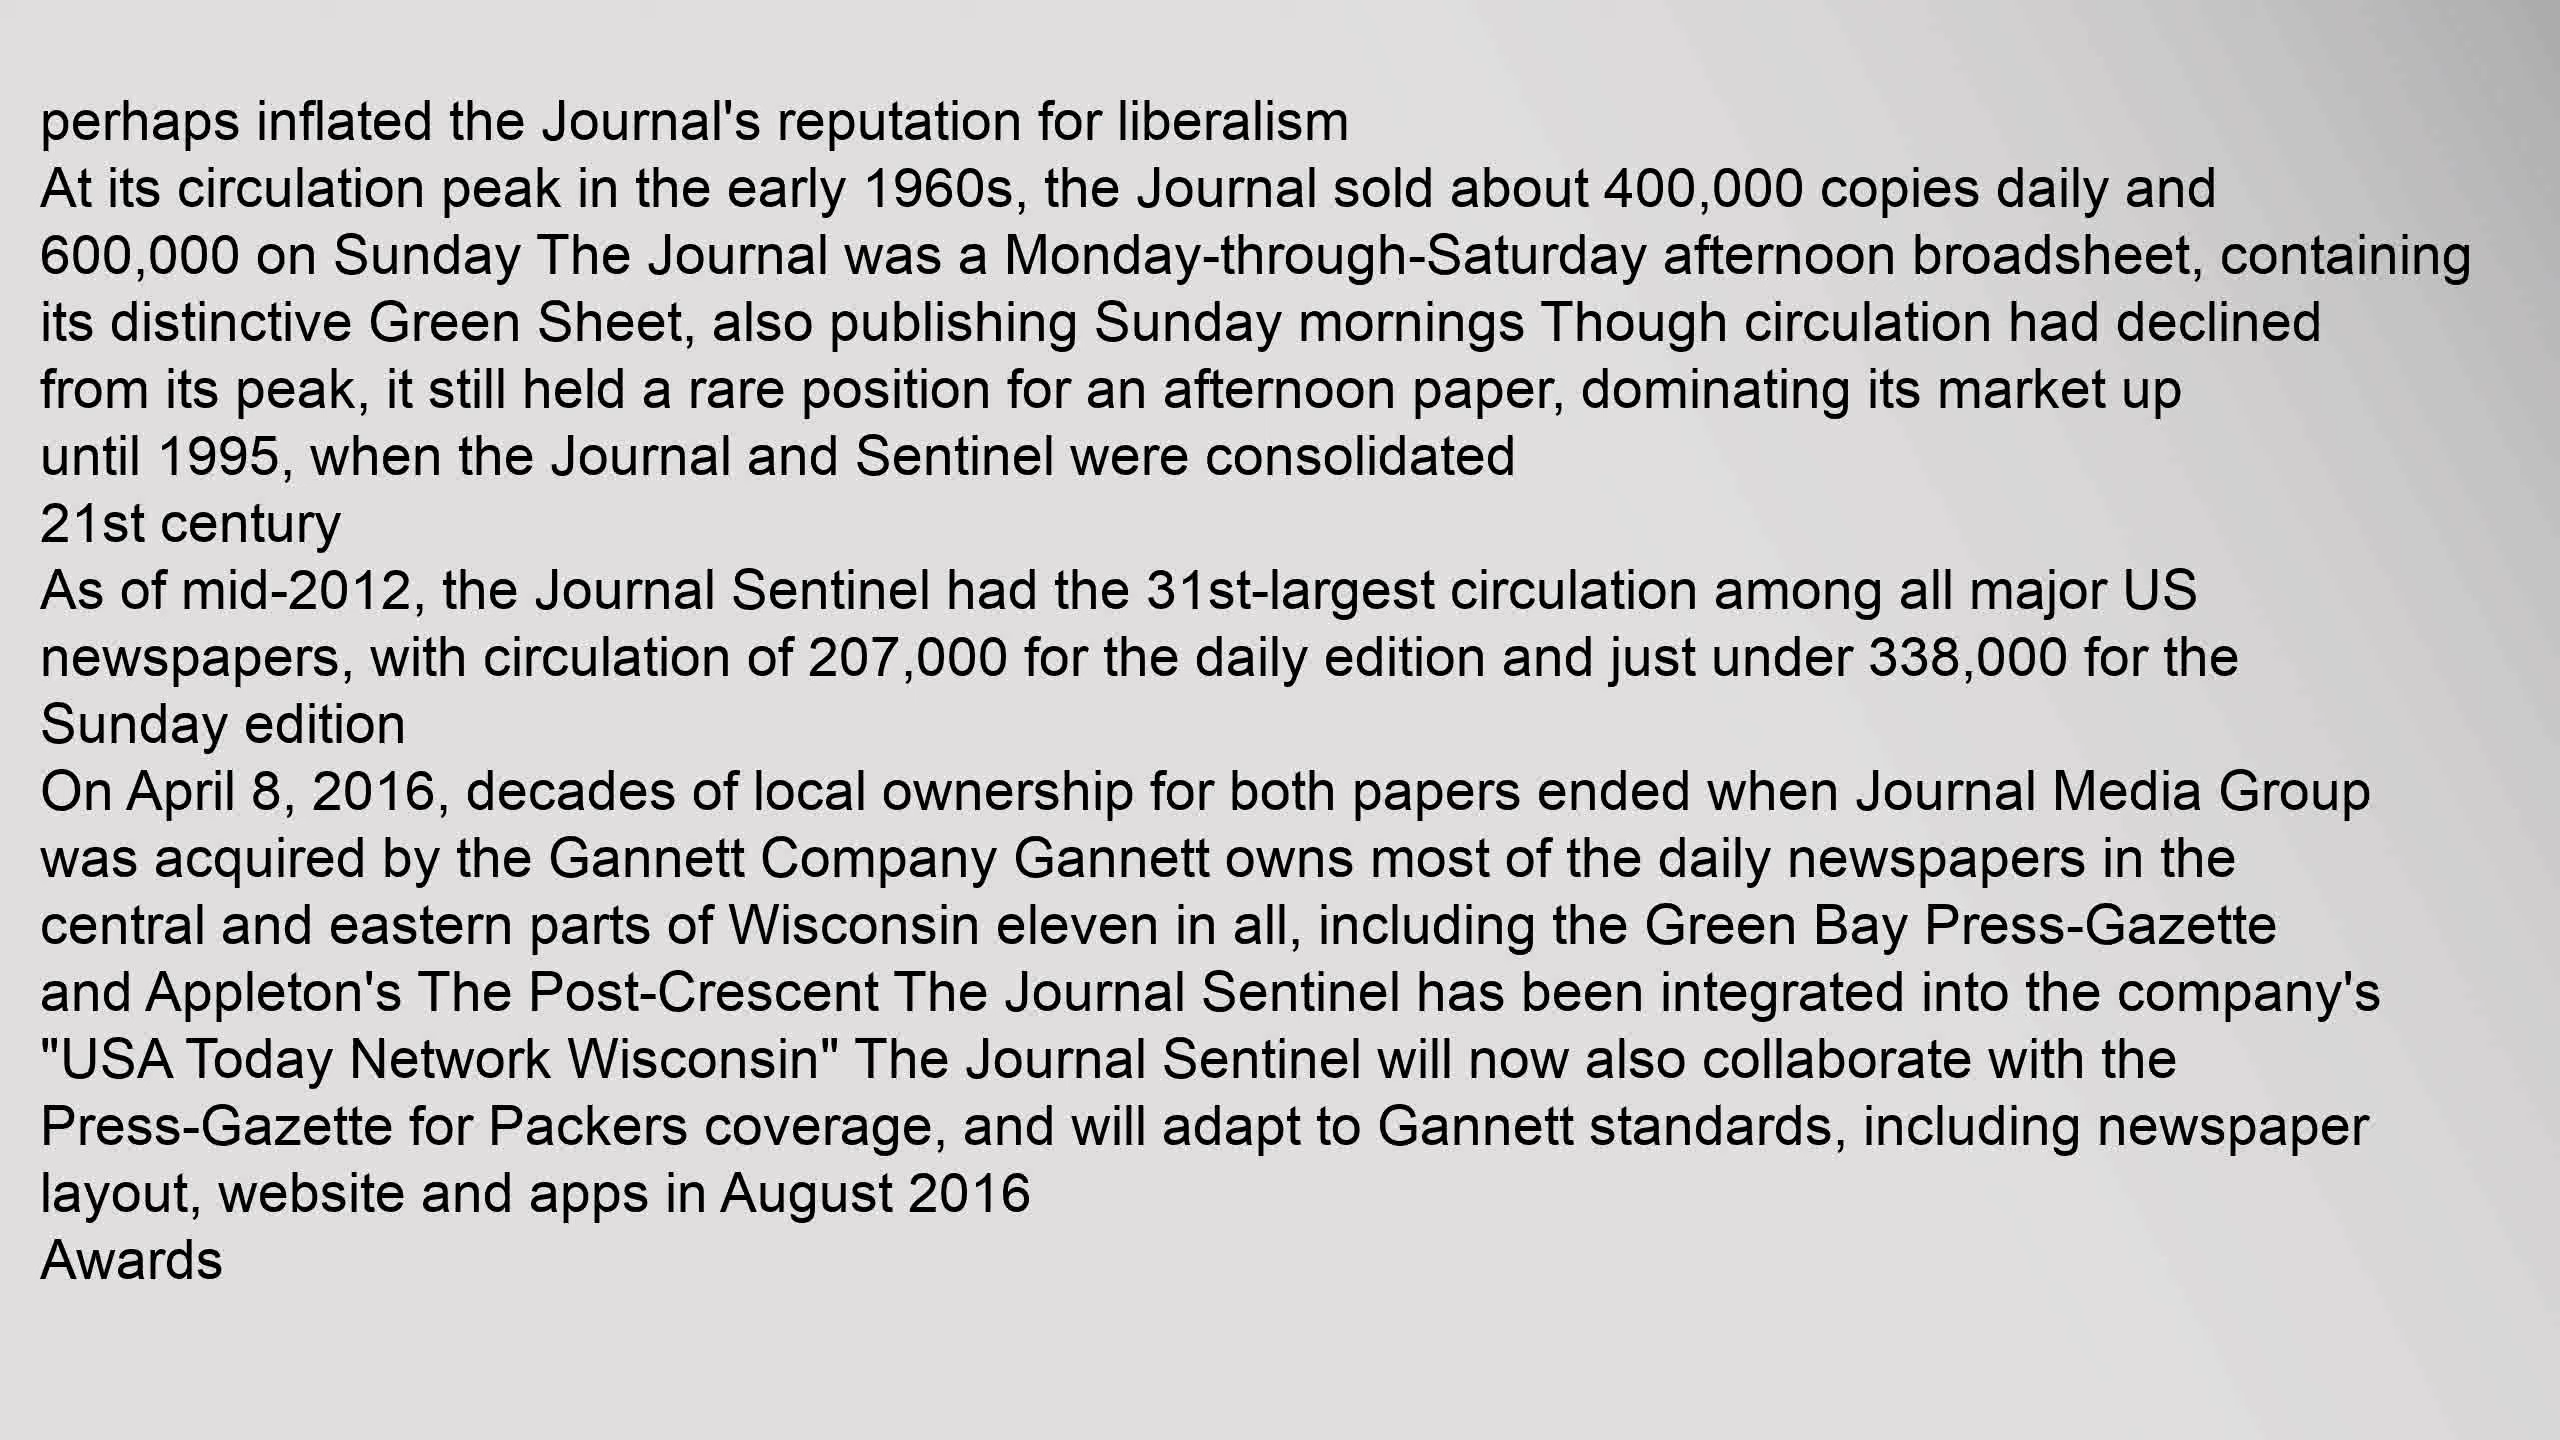 perhaps inflated the Journal's reputation for liberalism
At its circulation peak in the early 1960s, the Journal sold about 400,000 copies daily and
600,000 on Sunday The Journal was a Monday-through-Saturday afternoon broadsheet, containing
its distinctive Green Sheet, also publishing Sunday mornings Though circulation had declined
from its peak, it still held a rare position for an afternoon paper, dominating its market up
until 1995, when the Journal and Sentinel were consolidated
21st century
As of mid-2012, the Journal Sentinel had the 31st-largest circulation among all major US
newspapers, with circulation of 207,000 for the daily edition and just under 338,000 for the
Sunday edition
On April 8, 2016, decades of local ownership for both papers ended when Journal Media Group
was acquired by the Gannett Company Gannett owns most of the daily newspapers in the
central and eastern parts of Wisconsin eleven in all, including the Green Bay Press-Gazette
and Appleton's The Post-Crescent The Journal Sentinel has been integrated into the company's
"USA Today Network Wisconsin" The Journal Sentinel will now also collaborate with the
Press-Gazette for Packers coverage, and will adapt to Gannett standards, including newspaper
layout, website and apps in August 2016
Awards